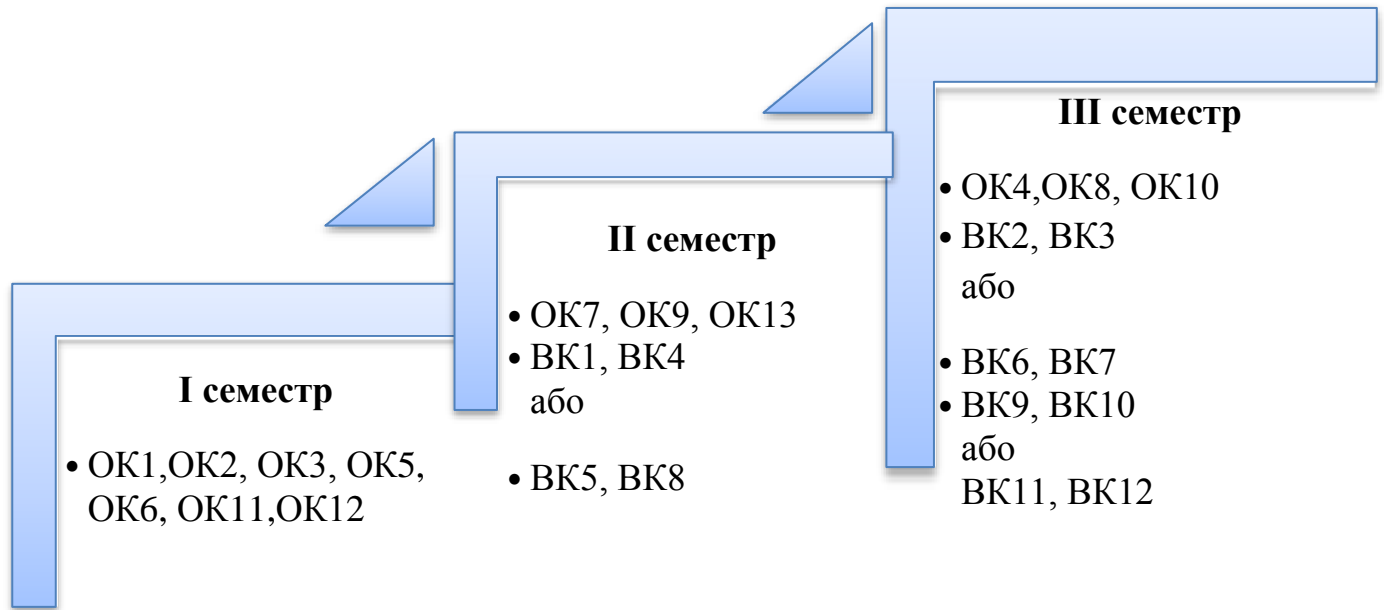 I семестр
• ОК1,ОК2, ОК3, ОК5,
ОК6, ОК11,ОК12
II семестр
• ОК7, ОК9, ОК13
• ВК1, ВК4
або
• ВК5, ВК8
III семестр
• ОК4,ОК8, ОК10
• ВК2, ВК3
або
• ВК6, ВК7
• ВК9, ВК10
або
ВК11, ВК12